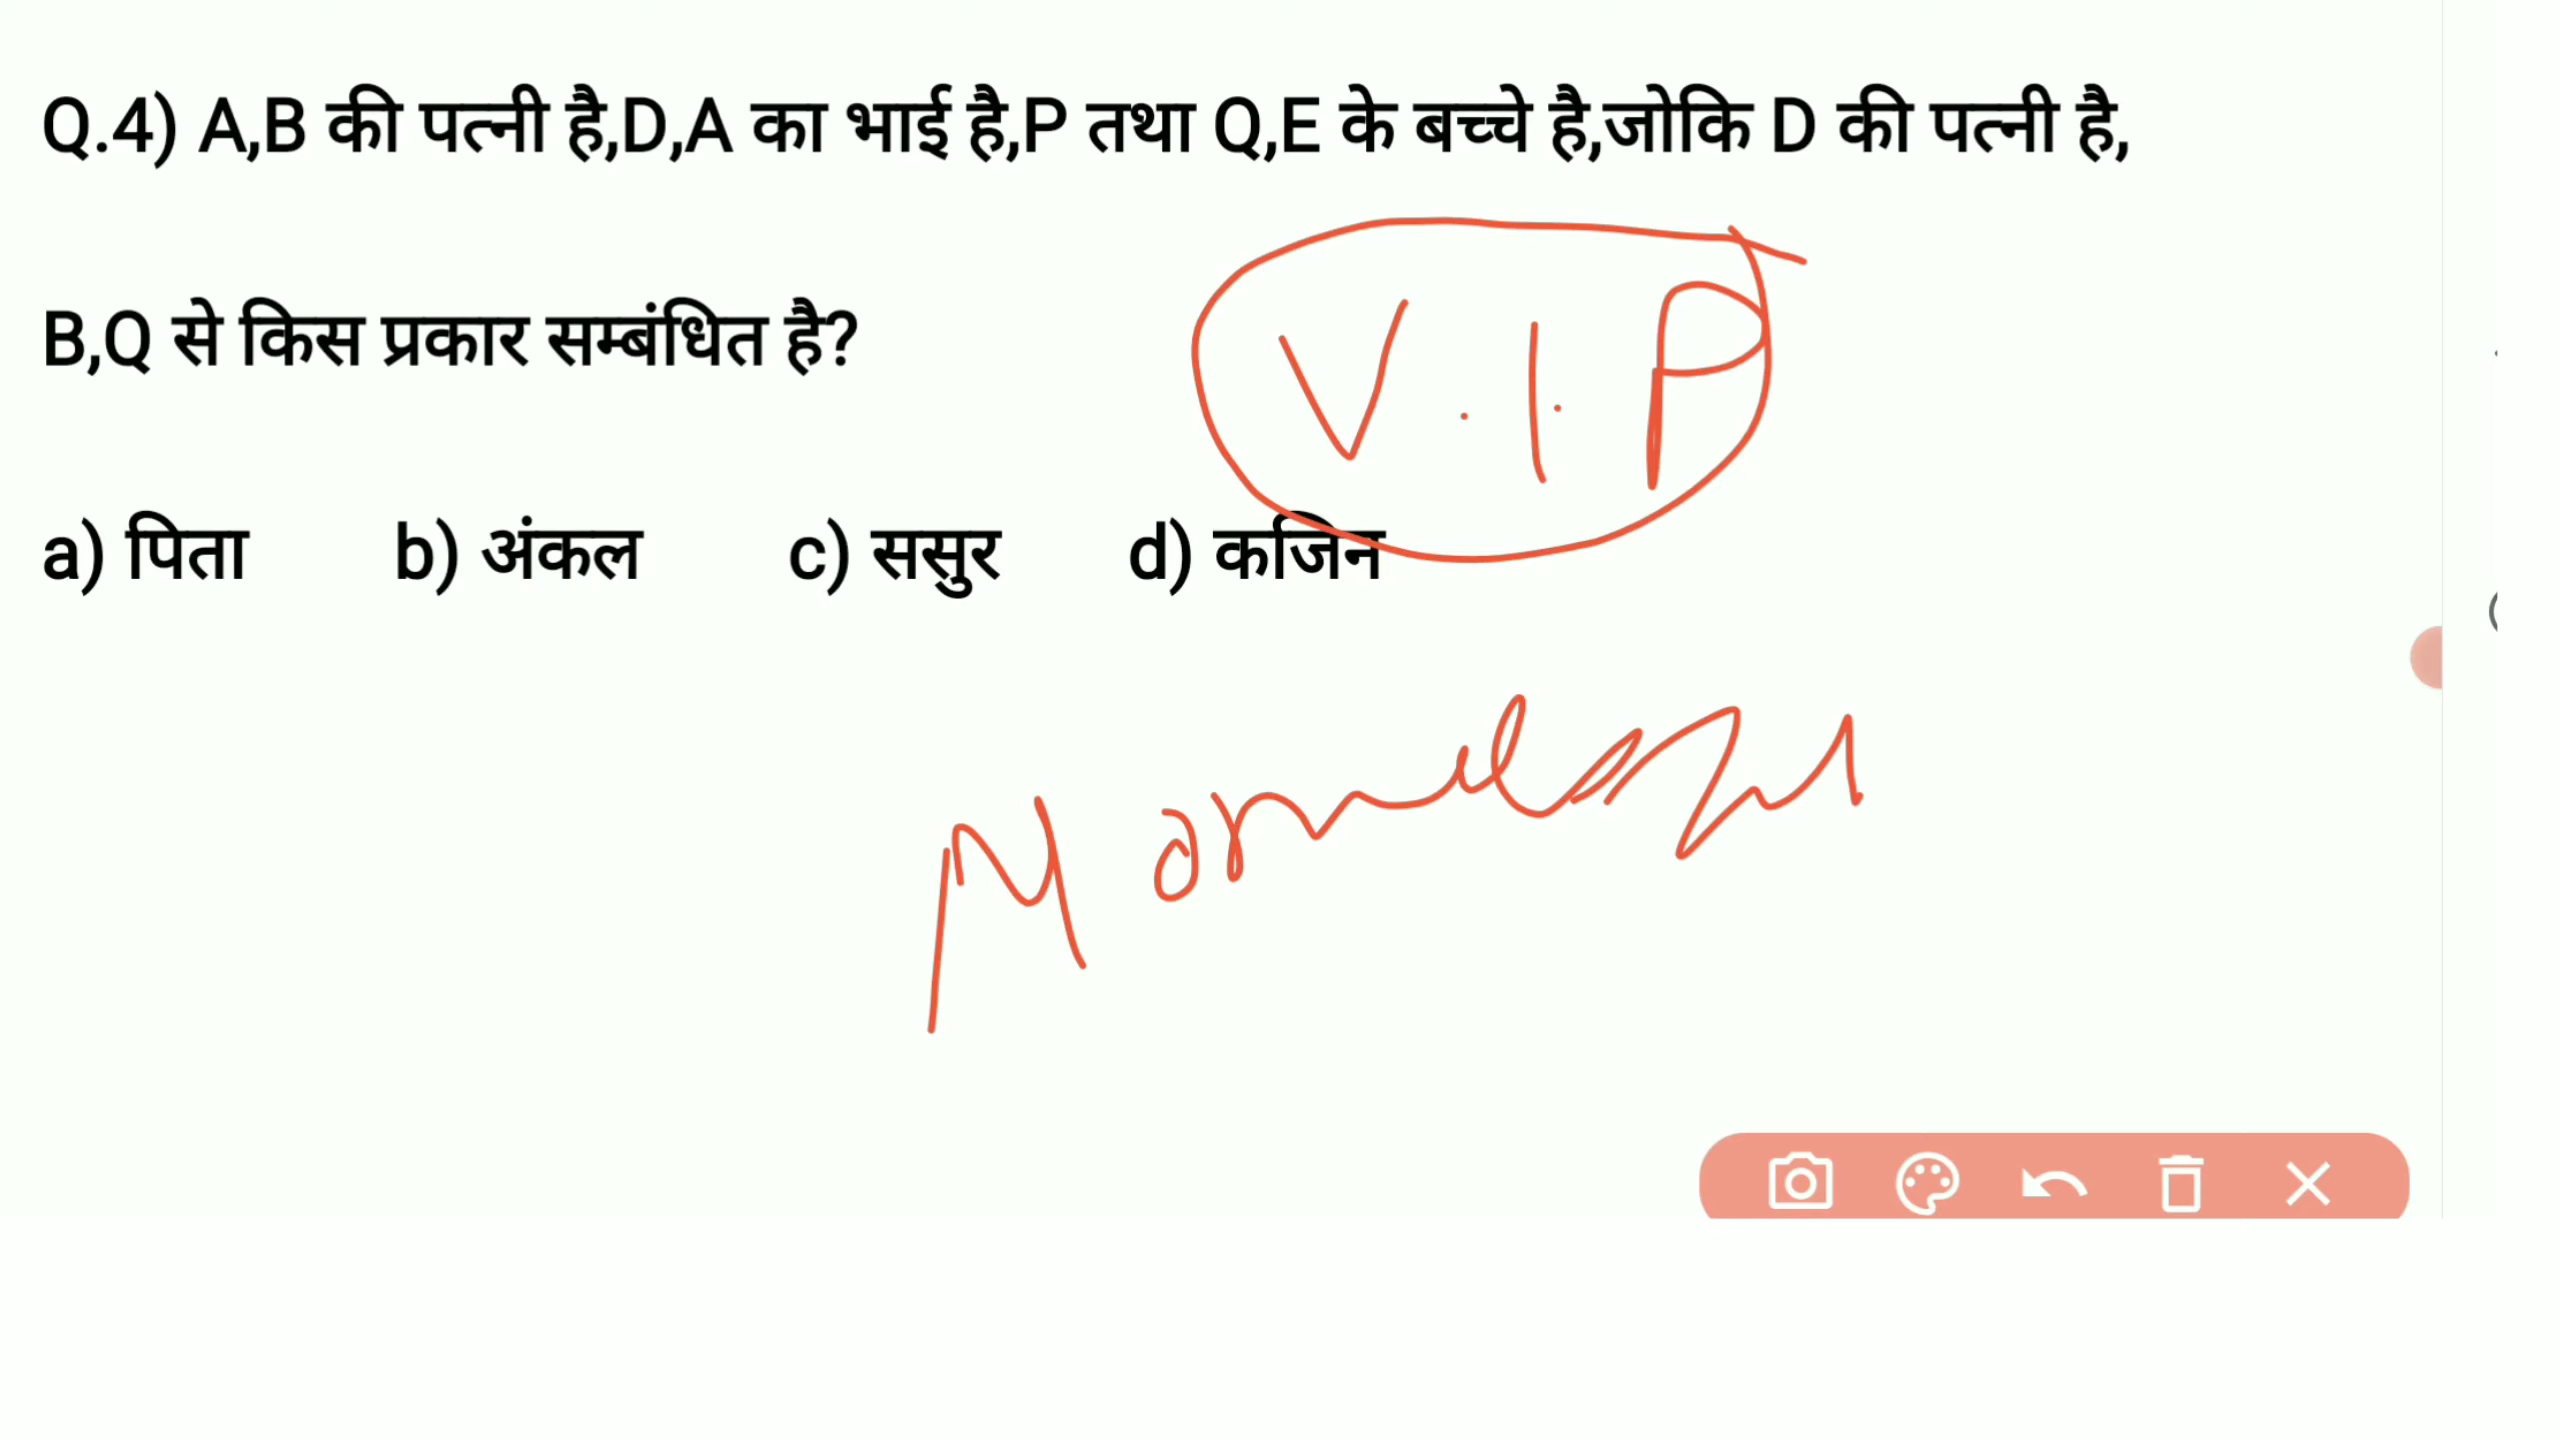 Q.4) A,B की पत्नी है,D,A का भाई है,P तथा Q,E के बच्चे है,जोकि D की पत्नी है,
V.I.P
B,Q से किस प्रकार सम्बंधित है?
a) पिता b) अंकल c) ससुर d) कजिन